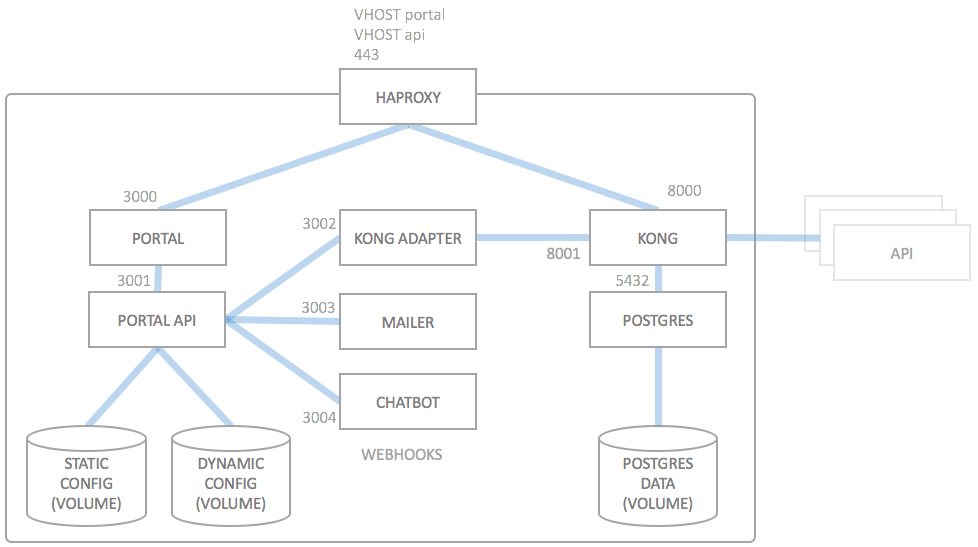 VHOST portal
VHOST api
443
HAPROXY
3000
8000
PORTAL
3002
KONG ADAPTER
8001
KONG
API
3001
5432
PORTAL API
3003
MAILER
POSTGRES
CHATBOT
3004
WEBHOOKS
STATIC
CONFIG
(VOLUME)
DYNAMIC
CONFIG
(VOLUME)
POSTGRES
DATA
(VOLUME)